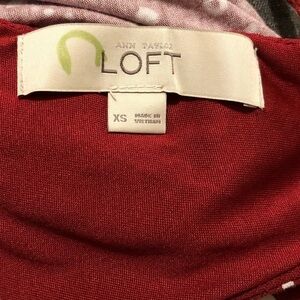 ANN TAYLOR
LOFT
XS MADE IN
VIETNAM